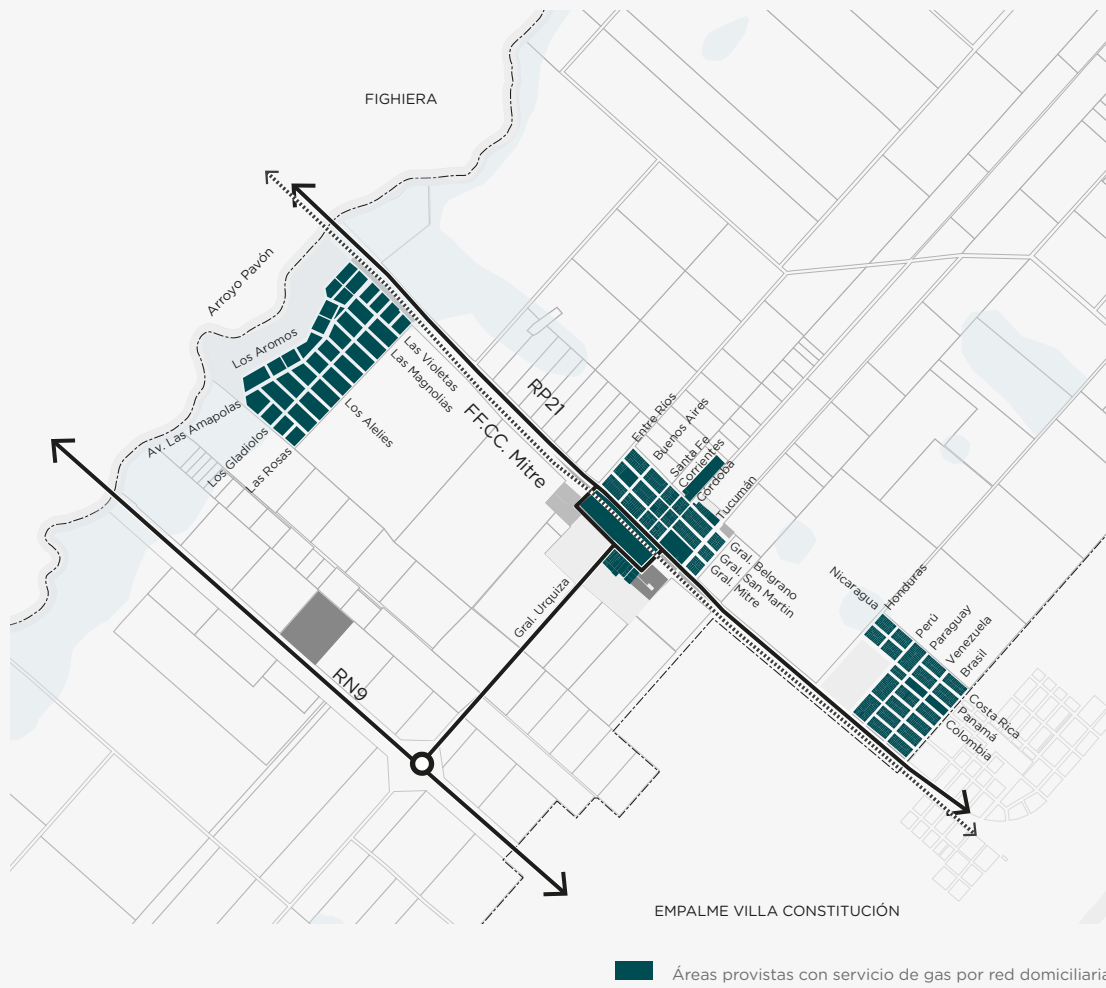 FIGHIERA
Arroyo Pavón
Los Aromos
Las Violetas
Las Magnolias
Los Alelies
Av. Las Amapolas
Los Gladiolos
Las Rosas
RP21
FFCC. Mitre
Entre Ríos
Buenos Aires
Santa Fe
Corrientes
Córdoba
Tucumán
Gral. Belgrano
Gral. San Martín
Gral. Mitre
Gral. Urquiza
RN9
Nicaragua
Honduras
Perú
Paraguay
Venezuela
Brasil
Costa Rica
Panamá
Colombia
EMPALME VILLA CONSTITUCIÓN
Áreas provistas con servicio de gas por red domiciliaria